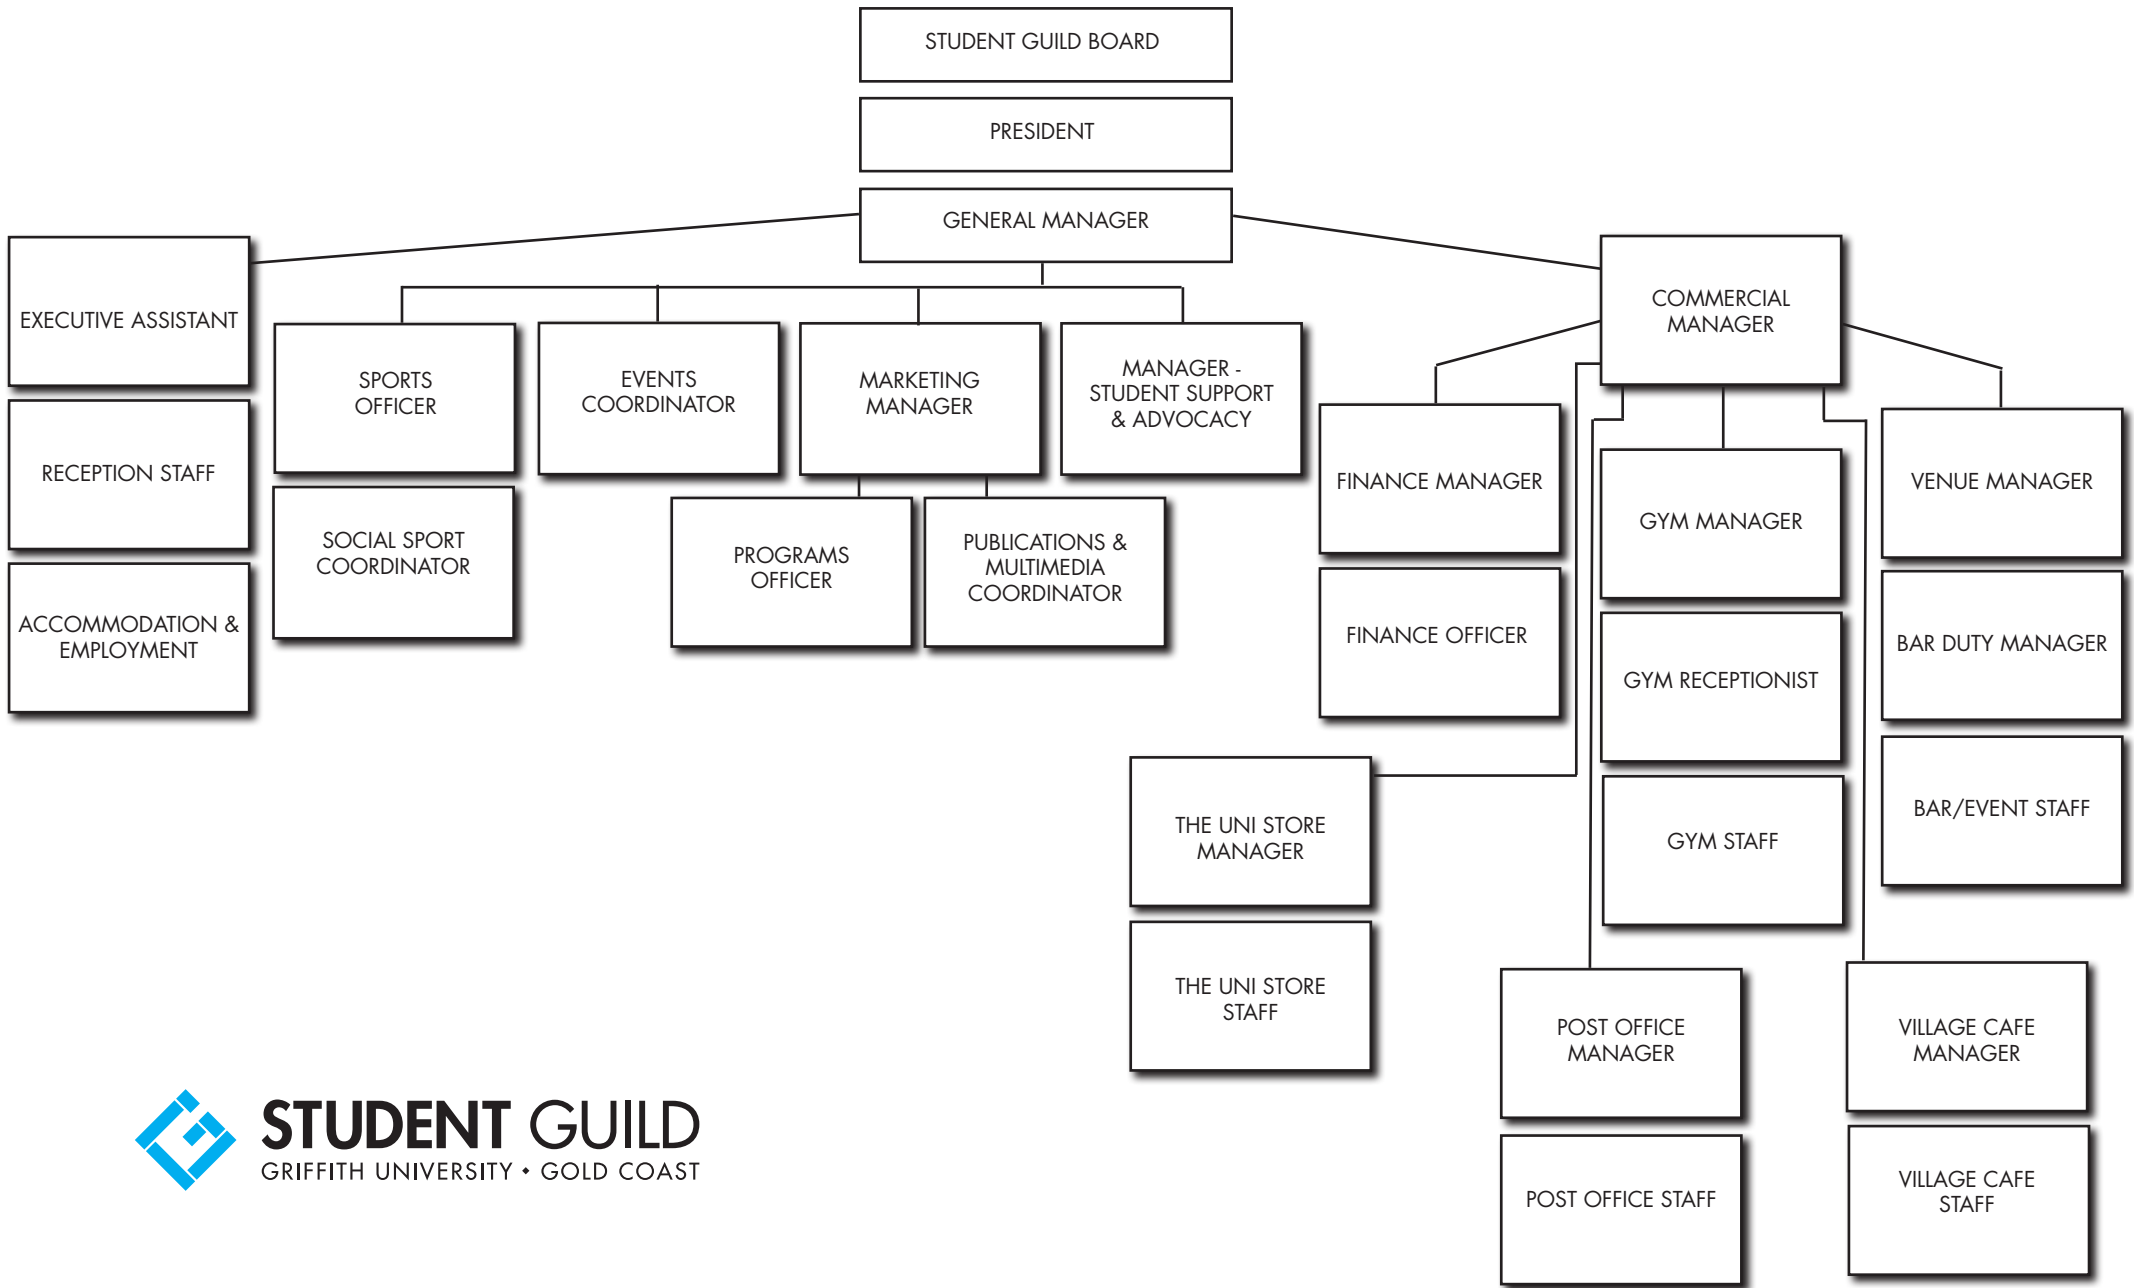 STUDENT GUILD BOARD
PRESIDENT
GENERAL MANAGER
EXECUTIVE ASSISTANT
RECEPTION STAFF
ACCOMMODATION &
EMPLOYMENT
SPORTS
OFFICER
SOCIAL SPORT
COORDINATOR
EVENTS
COORDINATOR
MARKETING
MANAGER
PROGRAMS
OFFICER
PUBLICATIONS &
MULTIMEDIA
COORDINATOR
MANAGER -
STUDENT SUPPORT
& ADVOCACY
COMMERCIAL
MANAGER
FINANCE MANAGER
FINANCE OFFICER
THE UNI STORE
MANAGER
THE UNI STORE
STAFF
GYM MANAGER
GYM RECEPTIONIST
GYM STAFF
POST OFFICE
MANAGER
POST OFFICE STAFF
VENUE MANAGER
BAR DUTY MANAGER
BAR/EVENT STAFF
VILLAGE CAFE
MANAGER
VILLAGE CAFE
STAFF
STUDENT GUILD
GRIFFITH UNIVERSITY • GOLD COAST